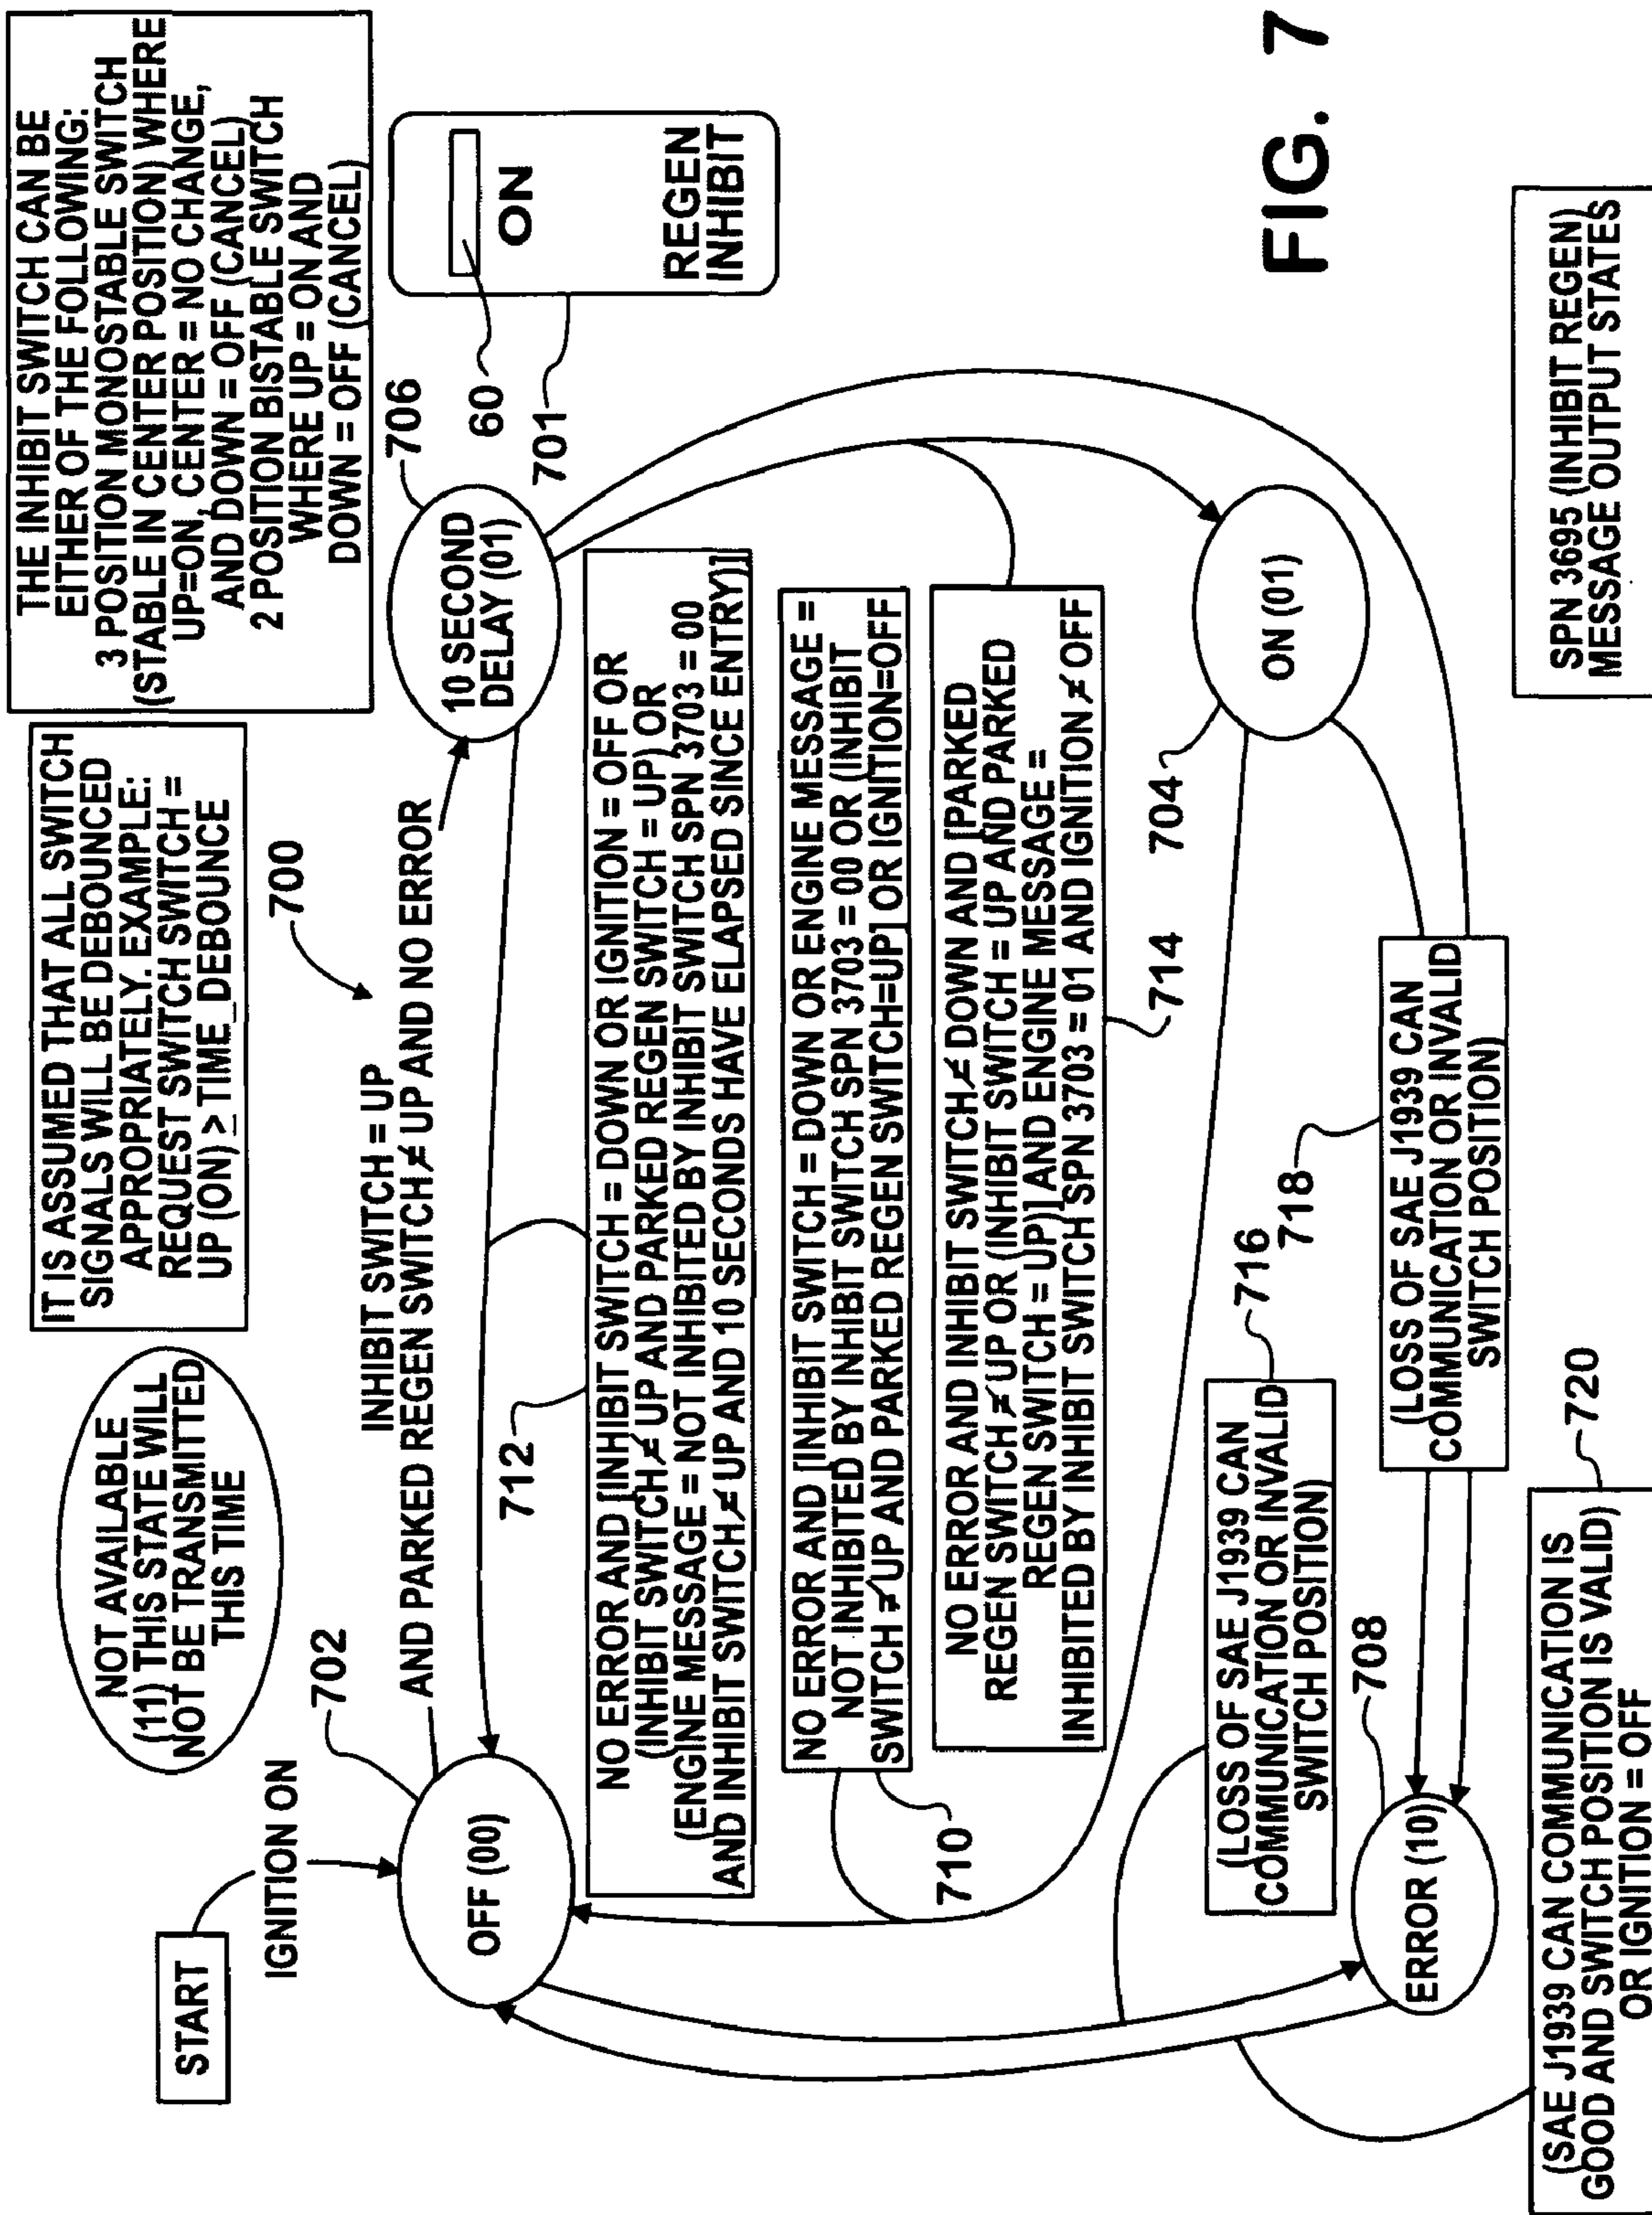 START
IGNITION ON
NOT AVAILABLE
(11) THIS STATE WILL
NOT BE TRANSMITTED
THIS TIME
IT IS ASSUMED THAT ALL SWITCH
SIGNALS WILL BE DEBOUNCED
APPROPRIATELY. EXAMPLE:
REQUEST SWITCH SWITCH =
UP (ON) ≥ TIME_DEBOUNCE
THE INHIBIT SWITCH CAN BE
EITHER OF THE FOLLOWING:
3 POSITION MONOSTABLE SWITCH
(STABLE IN CENTER POSITION) WHERE
UP=ON, CENTER = NO CHANGE,
AND DOWN = OFF (CANCEL)
2 POSITION BISTABLE SWITCH
WHERE UP = ON AND
DOWN = OFF (CANCEL)
702
700
706
INHIBIT SWITCH = UP
AND PARKED REGEN SWITCH ≠ UP AND NO ERROR
OFF (00)
10 SECOND
DELAY (01)
60
701
ON
REGEN
INHIBIT
712
NO ERROR AND [INHIBIT SWITCH = DOWN OR IGNITION = OFF OR
(INHIBIT SWITCH ≠ UP AND PARKED REGEN SWITCH = UP) OR
(ENGINE MESSAGE = NOT INHIBITED BY INHIBIT SWITCH SPN 3703 = 00
AND INHIBIT SWITCH ≠ UP AND 10 SECONDS HAVE ELAPSED SINCE ENTRY)]
NO ERROR AND [INHIBIT SWITCH = DOWN OR ENGINE MESSAGE =
NOT INHIBITED BY INHIBIT SWITCH SPN 3703 = 00 OR (INHIBIT
SWITCH ≠ UP AND PARKED REGEN SWITCH=UP] OR IGNITION=OFF
710
NO ERROR AND INHIBIT SWITCH ≠ DOWN AND [PARKED
REGEN SWITCH ≠ UP OR (INHIBIT SWITCH = UP AND PARKED
REGEN SWITCH = UP)] AND ENGINE MESSAGE =
INHIBITED BY INHIBIT SWITCH SPN 3703 = 01 AND IGNITION ≠ OFF
714
704
ON (01)
716
(LOSS OF SAE J1939 CAN
COMMUNICATION OR INVALID
SWITCH POSITION)
718
(LOSS OF SAE J1939 CAN
COMMUNICATION OR INVALID
SWITCH POSITION)
708
ERROR (10)
720
(SAE J1939 CAN COMMUNICATION IS
GOOD AND SWITCH POSITION IS VALID)
OR IGNITION = OFF
SPN 3695 (INHIBIT REGEN)
MESSAGE OUTPUT STATES
FIG. 7